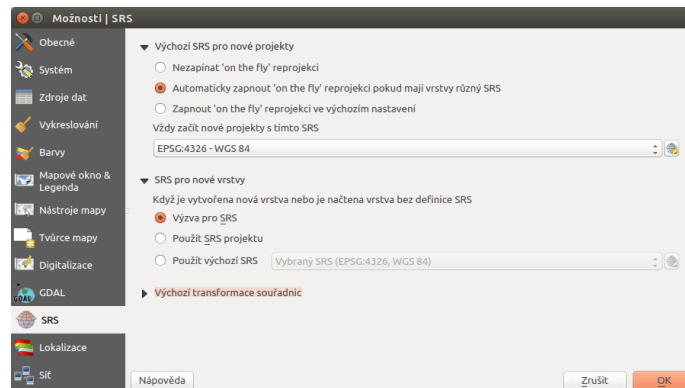 Možnosti | SRS
Obecné
Systém
Zdroje dat
Vykreslování
Barvy
Mapové okno &
Legenda
Nástroje mapy
Tvůrce mapy
Digitalizace
GDAL
SRS
Lokalizace
Síť
Výchozí SRS pro nové projekty
Nezapínat 'on the fly' reprojekci
Automaticky zapnout 'on the fly' reprojekci pokud mají vrstvy různý SRS
Zapnout 'on the fly' reprojekci ve výchozím nastavení
Vždy začít nové projekty s tímto SRS
EPSG:4326 - WGS 84
SRS pro nové vrstvy
Když je vytvořena nová vrstva nebo je načtena vrstva bez definice SRS
Výzva pro SRS
Použít SRS projektu
Použít výchozí SRS
Vybraný SRS (EPSG:4326, WGS 84)
Výchozí transformace souřadnic
Nápověda
Zrušit
OK